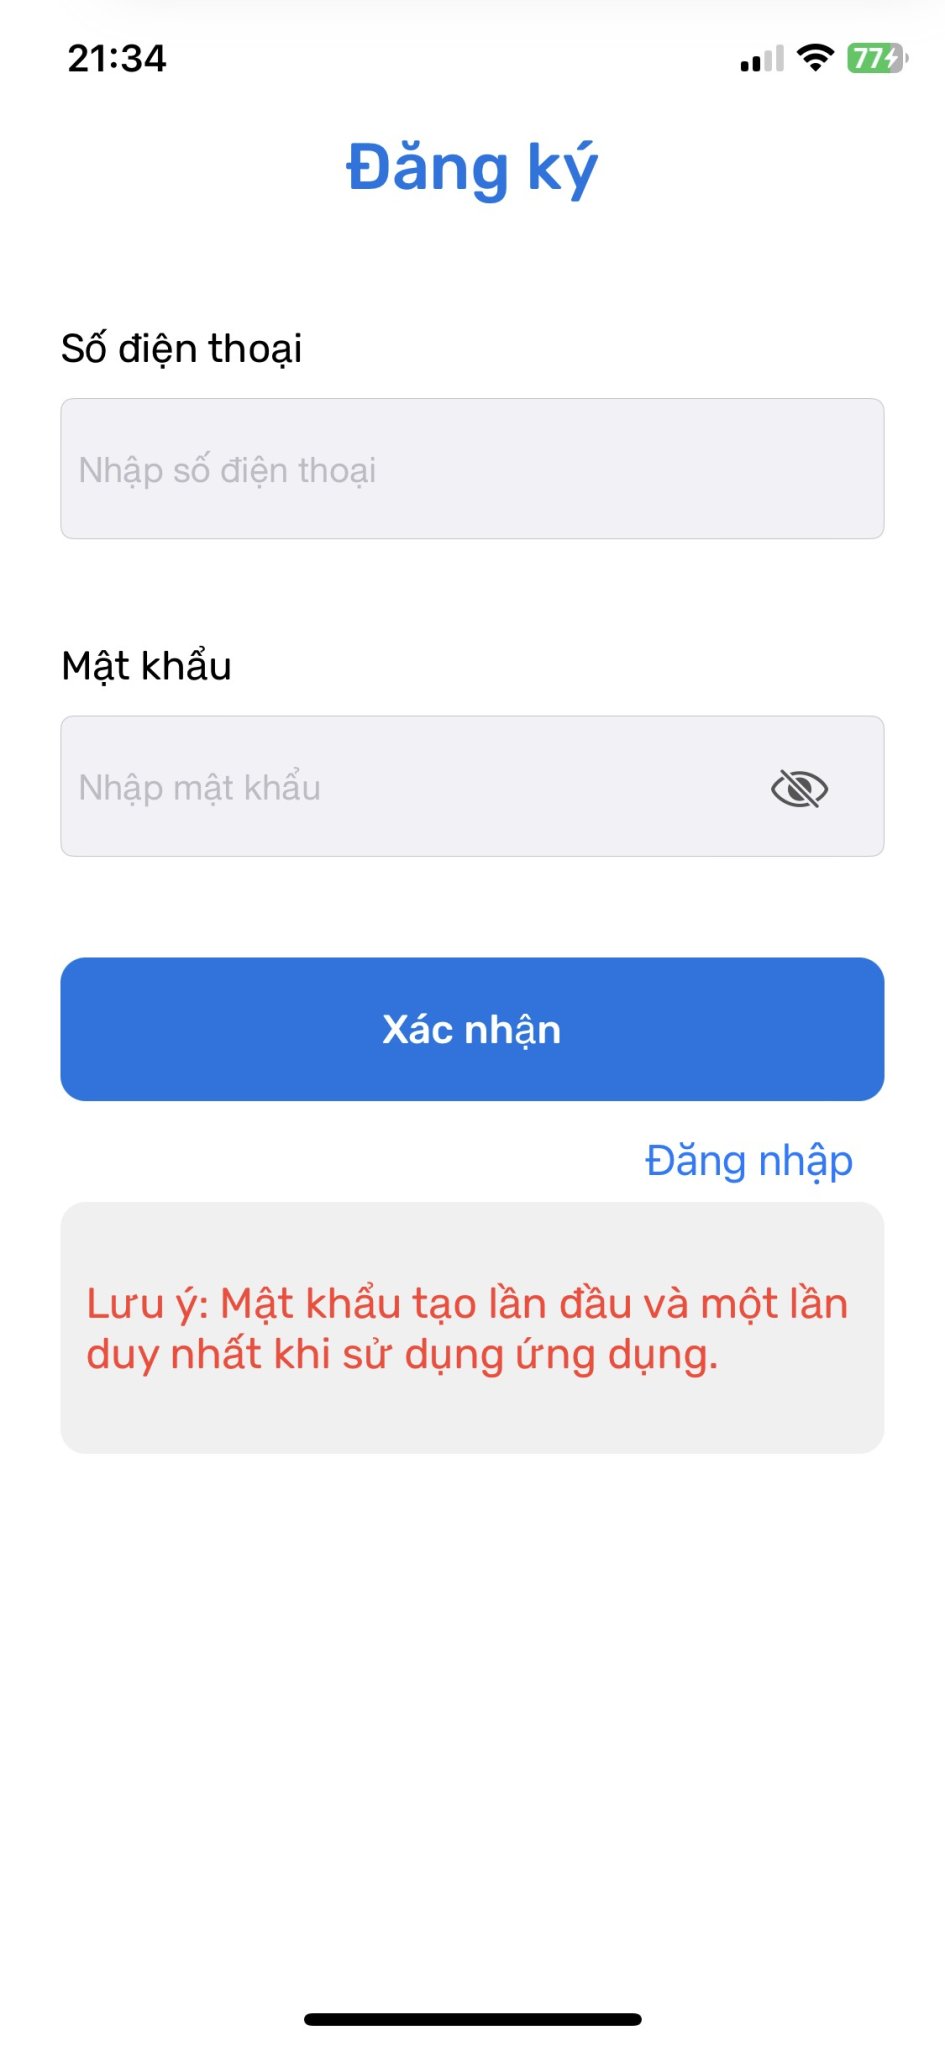 21:34
77
Đăng ký
Số điện thoại
Nhập số điện thoại
Mật khẩu
Nhập mật khẩu
Xác nhận
Đăng nhập
Lưu ý: Mật khẩu tạo lần đầu và một lần
duy nhất khi sử dụng ứng dụng.